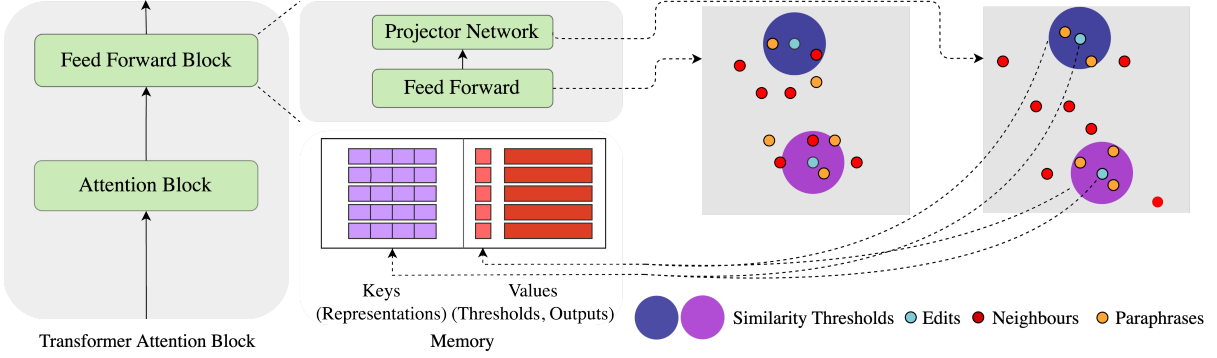 Feed Forward Block
Attention Block
Transformer Attention Block
Projector Network
Feed Forward
Keys
(Representations)
Values
(Thresholds, Outputs)
Memory
Similarity Thresholds
Edits
Neighbours
Paraphrases